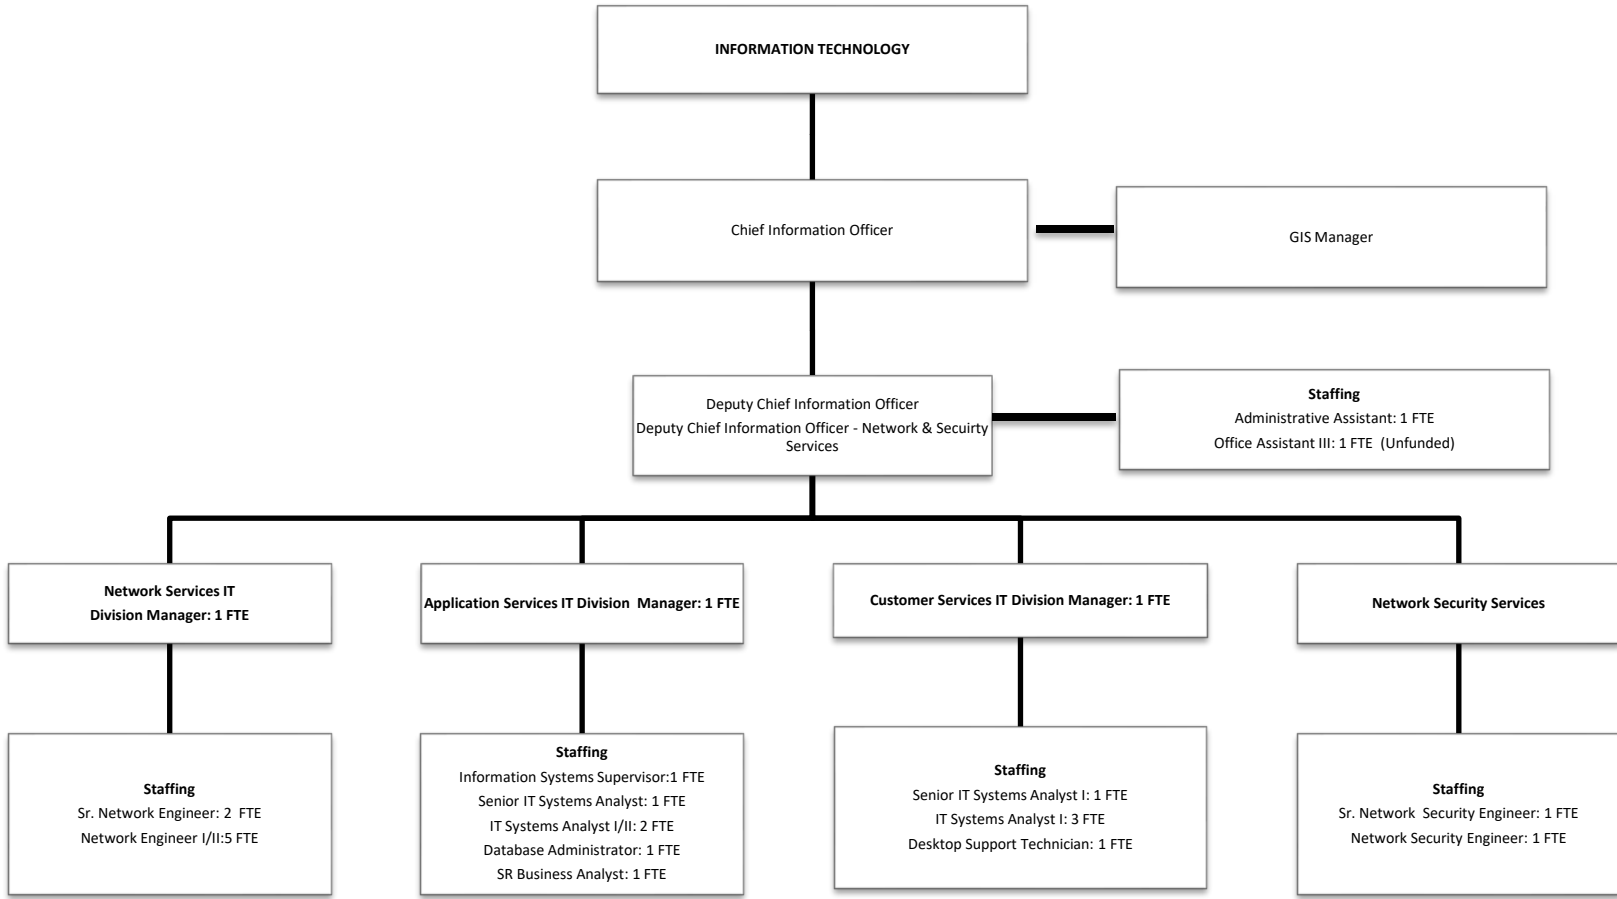 INFORMATION TECHNOLOGY
Chief Information Officer
GIS Manager
Deputy Chief Information Officer
Deputy Chief Information Officer - Network & Secuirty
Services
Staffing
Administrative Assistant: 1 FTE
Office Assistant III: 1 FTE (Unfunded)
Network Services IT
Division Manager: 1 FTE
Application Services IT Division Manager: 1 FTE
Customer Services IT Division Manager: 1 FTE
Network Security Services
Staffing
Sr. Network Engineer: 2 FTE
Network Engineer I/II:5 FTE
Staffing
Information Systems Supervisor:1 FTE
Senior IT Systems Analyst: 1 FTE
IT Systems Analyst I/II: 2 FTE
Database Administrator: 1 FTE
SR Business Analyst: 1 FTE
Staffing
Senior IT Systems Analyst I: 1 FTE
IT Systems Analyst I: 3 FTE
Desktop Support Technician: 1 FTE
Staffing
Sr. Network Security Engineer: 1 FTE
Network Security Engineer: 1 FTE